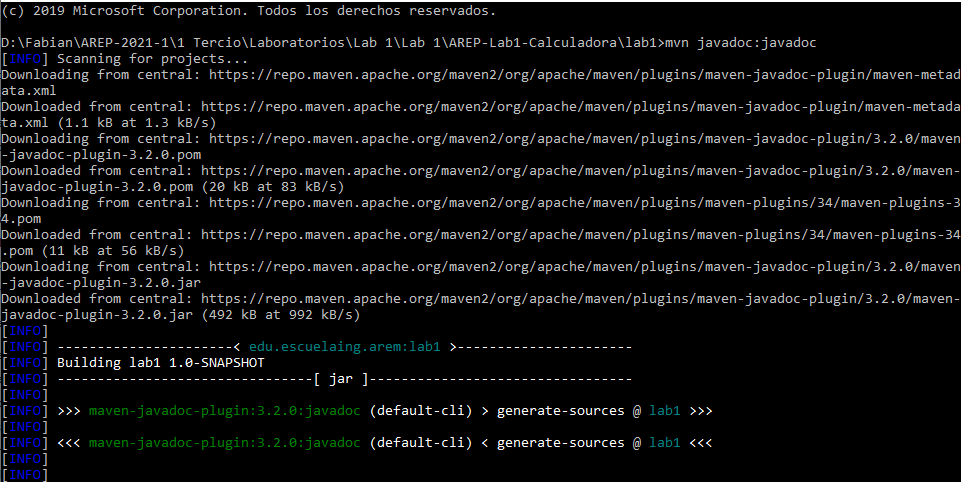 (c) 2019 Microsoft Corporation. Todos los derechos reservados.
D:\Fabian\AREP-2021-1\1 Tercio\Laboratorios\Lab 1\Lab 1\AREP-Lab1-Calculadora\lab1>mvn javadoc:javadoc
[INFO] Scanning for projects...
Downloading from central: https://repo.maven.apache.org/maven2/org/apache/maven/plugins/maven-javadoc-plugin/maven-metad
ata.xml
Downloaded from central: https://repo.maven.apache.org/maven2/org/apache/maven/plugins/maven-javadoc-plugin/maven-metada
ta.xml (1.1 kB at 1.3 kB/s)
Downloading from central: https://repo.maven.apache.org/maven2/org/apache/maven/plugins/maven-javadoc-plugin/3.2.0/maven
-javadoc-plugin-3.2.0.pom
Downloaded from central: https://repo.maven.apache.org/maven2/org/apache/maven/plugins/maven-javadoc-plugin/3.2.0/maven-
javadoc-plugin-3.2.0.pom (20 kB at 83 kB/s)
Downloading from central: https://repo.maven.apache.org/maven2/org/apache/maven/plugins/maven-plugins/34/maven-plugins-3
4.pom
Downloaded from central: https://repo.maven.apache.org/maven2/org/apache/maven/plugins/maven-plugins/34/maven-plugins-34
.pom (11 kB at 56 kB/s)
Downloading from central: https://repo.maven.apache.org/maven2/org/apache/maven/plugins/maven-javadoc-plugin/3.2.0/maven
-javadoc-plugin-3.2.0.jar
Downloaded from central: https://repo.maven.apache.org/maven2/org/apache/maven/plugins/maven-javadoc-plugin/3.2.0/maven-
javadoc-plugin-3.2.0.jar (492 kB at 992 kB/s)
[INFO]
[INFO] ----------------------< edu.escuelaing.arem:lab1 >----------------------
[INFO] Building lab1 1.0-SNAPSHOT
[INFO] --------------------------------[ jar ]---------------------------------
[INFO]
[INFO] >>> maven-javadoc-plugin:3.2.0:javadoc (default-cli) > generate-sources @ lab1 >>>
[INFO]
[INFO] <<< maven-javadoc-plugin:3.2.0:javadoc (default-cli) < generate-sources @ lab1 <<<
[INFO]
[INFO]